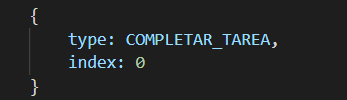 {
type: COMPLETAR_TAREA,
index: 0
}